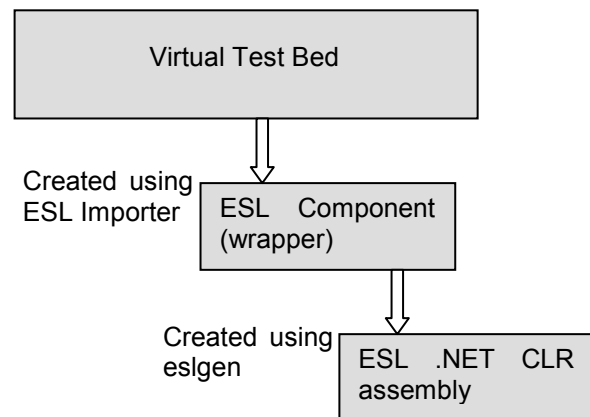 Virtual Test Bed
Created using
ESL Importer
ESL Component
(wrapper)
Created using
eslgen
ESL .NET CLR
assembly